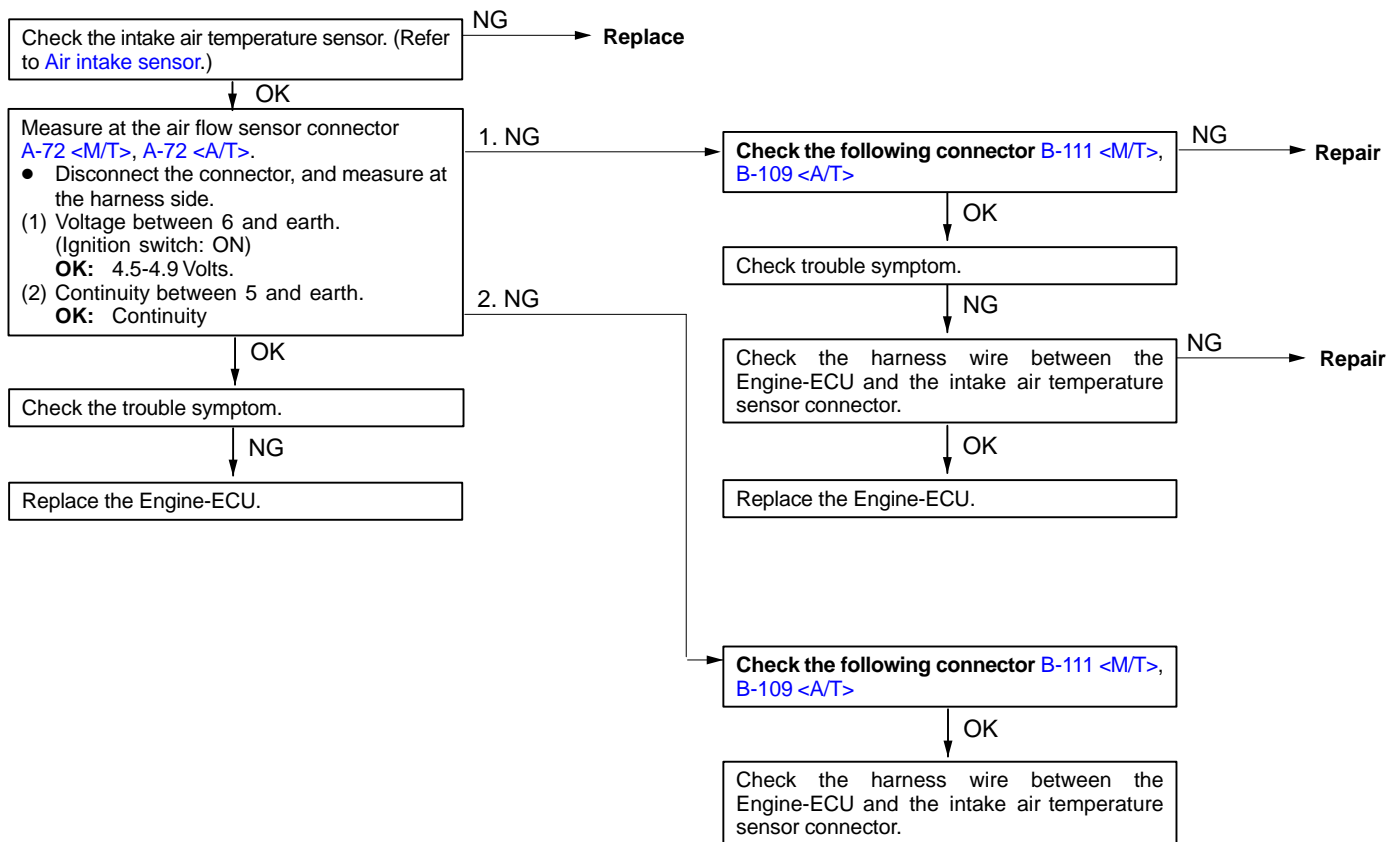 Check the intake air temperature sensor. (Refer
to Air intake sensor.)
NG
Replace
OK
Measure at the air flow sensor connector
A-72 <M/T>, A-72 <A/T>.
● Disconnect the connector, and measure at
the harness side.
(1) Voltage between 6 and earth.
(Ignition switch: ON)
OK: 4.5-4.9 Volts.
(2) Continuity between 5 and earth.
OK: Continuity
OK
Check the trouble symptom.
NG
Replace the Engine-ECU.
1. NG
Check the following connector B-111 <M/T>,
B-109 <A/T>
NG
Repair
OK
Check trouble symptom.
NG
Check the harness wire between the
Engine-ECU and the intake air temperature
sensor connector.
NG
Repair
OK
Replace the Engine-ECU.
2. NG
Check the following connector B-111 <M/T>,
B-109 <A/T>
OK
Check the harness wire between the
Engine-ECU and the intake air temperature
sensor connector.